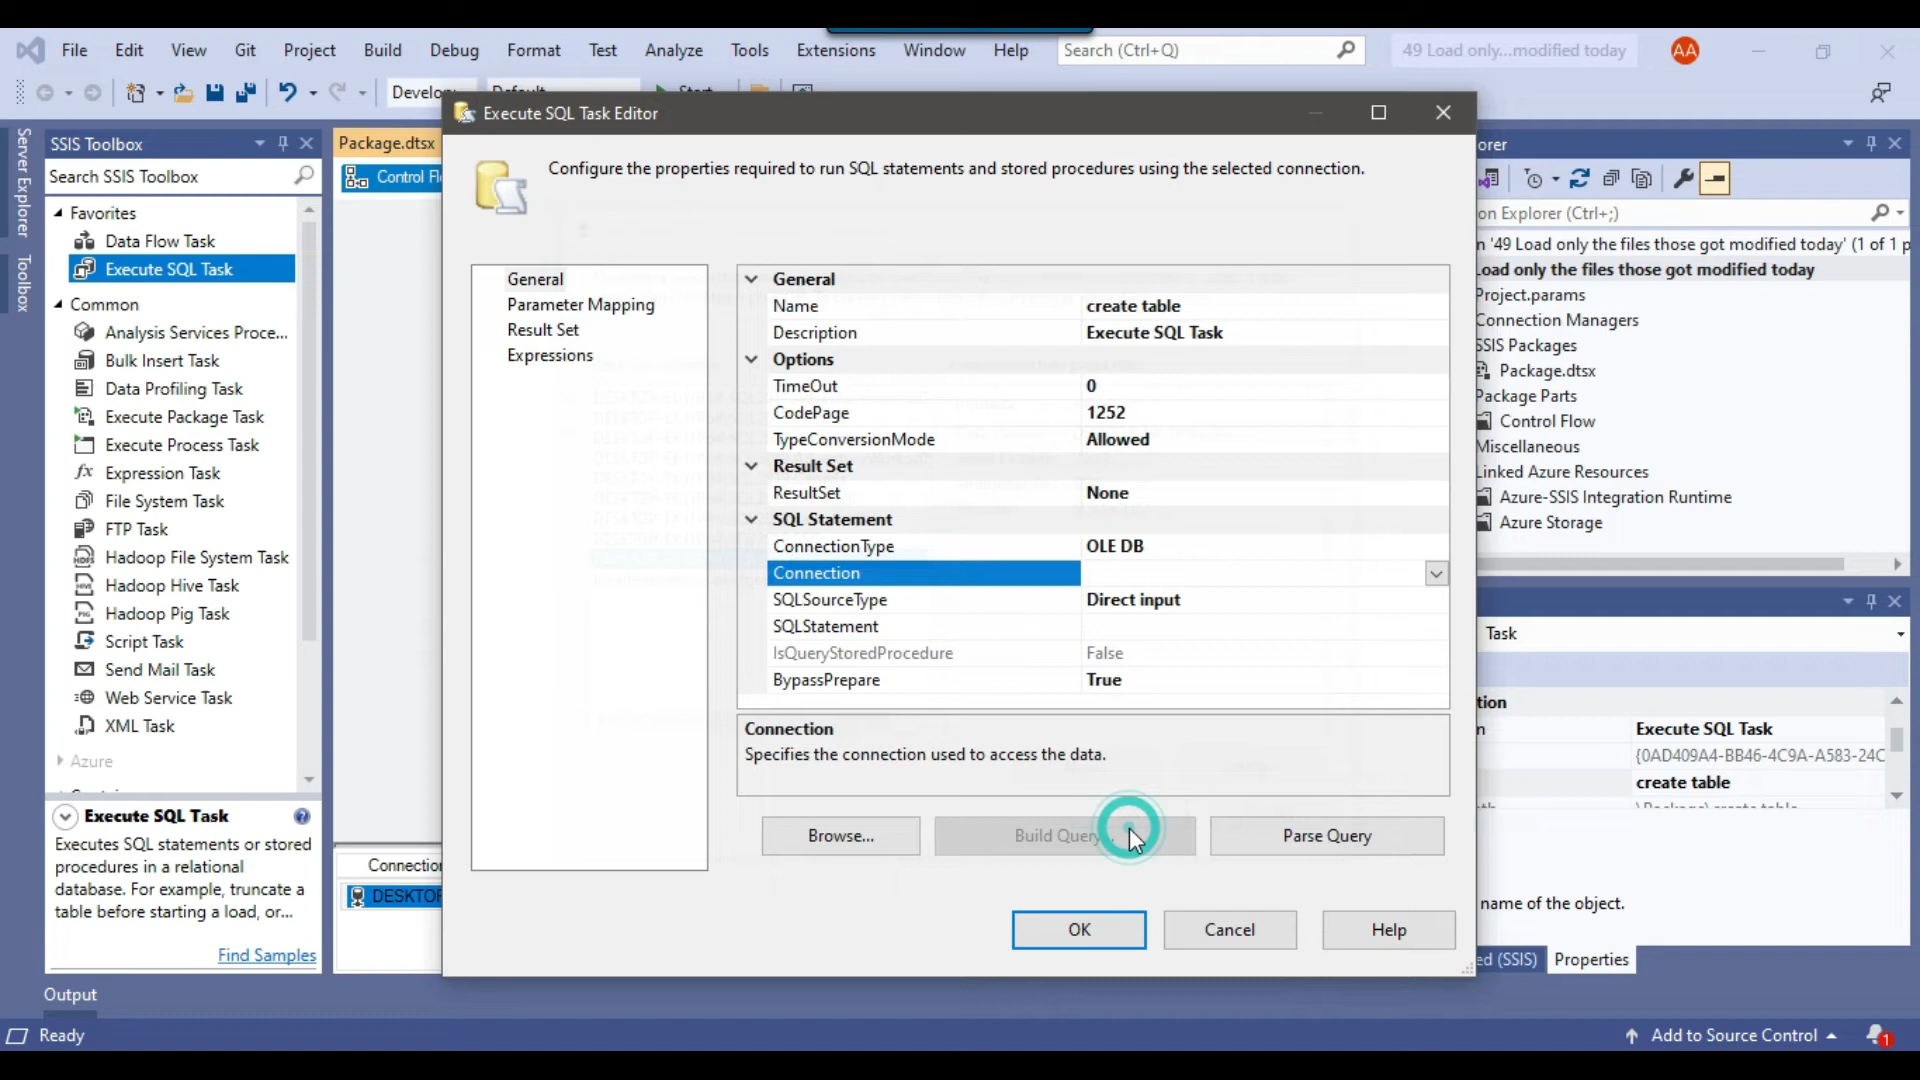 File Edit View Git Project Build Debug Format Test Analyze Tools Extensions Window Help Search (Ctrl+Q) 49 Load only...modified today AA
Execute SQL Task Editor
SSIS Toolbox
Search SSIS Toolbox
Server Explorer
Toolbox
Favorites
Data Flow Task
Execute SQL Task
Common
Analysis Services Proce...
Bulk Insert Task
Data Profiling Task
Execute Package Task
Execute Process Task
Expression Task
File System Task
FTP Task
Hadoop File System Task
Hadoop Hive Task
Hadoop Pig Task
Script Task
Send Mail Task
Web Service Task
XML Task
Azure
Execute SQL Task
Executes SQL statements or stored
procedures in a relational
database. For example, truncate a
table before starting a load, or...
Find Samples
Package.dtsx
Control Fl
Connection
DESKTOP
Configure the properties required to run SQL statements and stored procedures using the selected connection.
General
Parameter Mapping
Result Set
Expressions
General
Name create table
Description Execute SQL Task
Options
TimeOut 0
CodePage 1252
TypeConversionMode Allowed
Result Set
ResultSet None
SQL Statement
ConnectionType OLE DB
Connection
SQLSourceType Direct input
SQLStatement
IsQueryStoredProcedure False
BypassPrepare True
Connection
Specifies the connection used to access the data.
Browse... Build Query... Parse Query
OK Cancel Help
orer
on Explorer (Ctrl+;)
n '49 Load only the files those got modified today' (1 of 1 p
Load only the files those got modified today
Project.params
Connection Managers
SSIS Packages
Package.dtsx
Package Parts
Control Flow
Miscellaneous
Linked Azure Resources
Azure-SSIS Integration Runtime
Azure Storage
Task
tion
n Execute SQL Task
{0AD409A4-BB46-4C9A-A583-24C
create table
name of the object.
ed (SSIS) Properties
Output
Ready
Add to Source Control 1